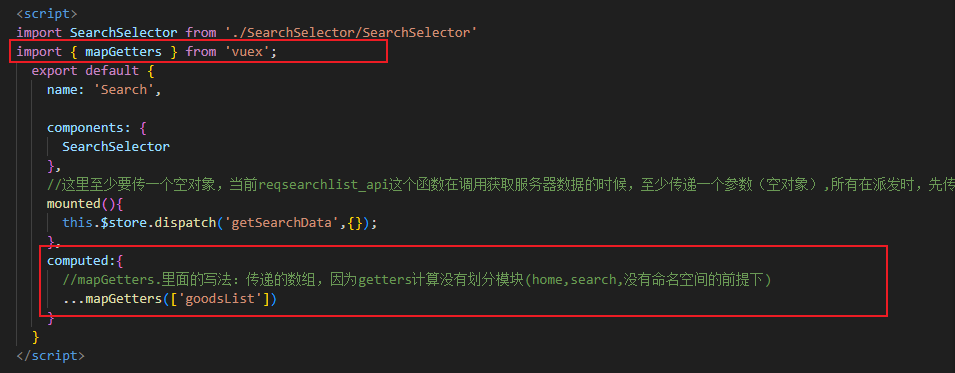 <script>
import SearchSelector from './SearchSelector/SearchSelector'
import { mapGetters } from 'vuex';
export default {
name: 'Search',
components: {
SearchSelector
},
//这里至少要传一个空对象，当前reqsearchlist_api这个函数在调用获取服务器数据的时候，至少传递一个参数（空对象）,所有在派发时，先传
mounted(){
this.$store.dispatch('getSearchData',{});
},
computed:{
//mapGetters.里面的写法：传递的数组，因为getters计算没有划分模块(home,search,没有命名空间的前提下)
...mapGetters(['goodsList'])
}
}
</script>